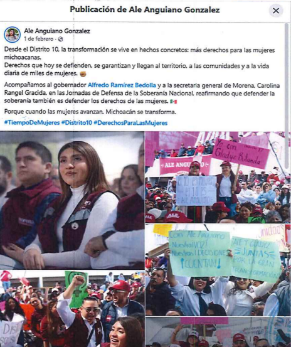 Publicación de Ale Anguiano Gonzalez
Ale Anguiano Gonzalez
1 de febrero
Desde el Distrito 10, la transformación se vive en hechos concretos: más derechos para las mujeres
michoacanas.
Derechos que hoy se defienden, se garantizan y llegan al territorio, a las comunidades y a la vida
diaria de miles de mujeres.
Acompañamos al gobernador Alfredo Ramírez Bedolla y a la secretaria general de Morena, Carolina
Rangel Gracida, en las Jornadas de Defensa de la Soberanía Nacional, reafirmando que defender la
soberanía también es defender los derechos de las mujeres.
Porque cuando las mujeres avanzan, Michoacán se transforma.
#TiempoDeMujeres #Distrito10 #DerechosParaLasMujeres
ALE ANGUIANO